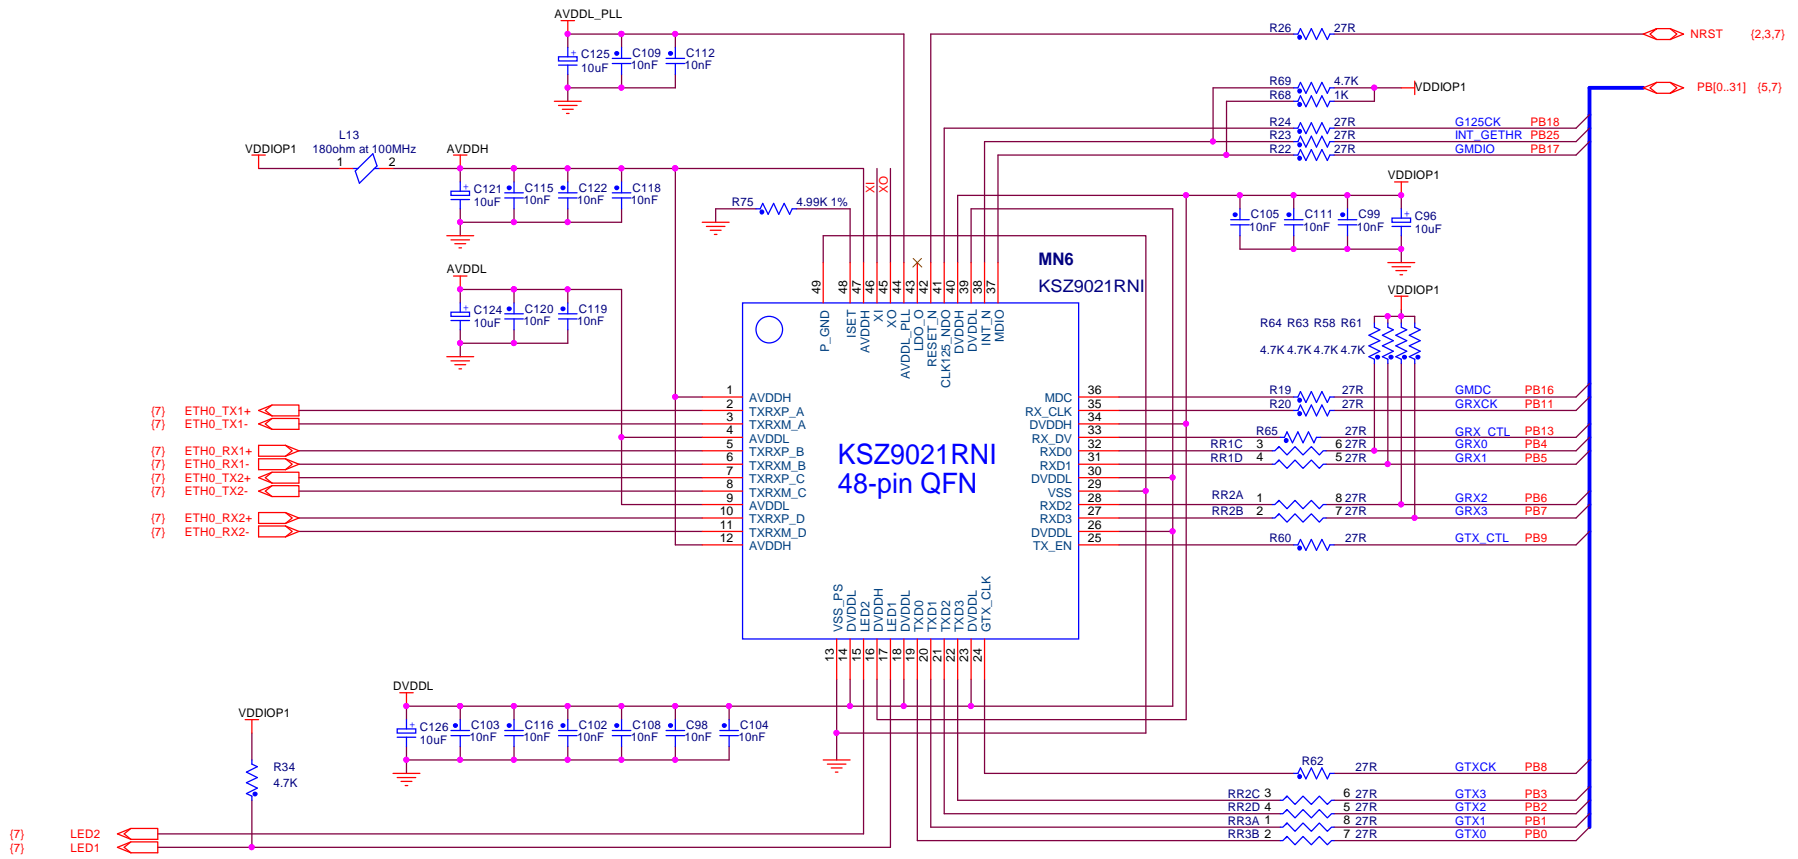 AVDDL_PLL
C125 C109 C112
10uF 10nF 10nF
R26 27R NRST {2,3,7}
R69 4.7K VDDIOP1 PB[0..31] {5,7}
R68 1K
R24 27R G125CK PB18
R23 27R INT_GETHR PB25
R22 27R GMDIO PB17
L13
VDDIOP1 180ohm at 100MHz AVDDH
1 2
C121 C115 C122 C118
10uF 10nF 10nF 10nF
XI XO
R75 4.99K 1%
VDDIOP1
C105 C111 C99 C96
10nF 10nF 10nF 10uF
AVDDL
C124 C120 C119
10uF 10nF 10nF
MN6
KSZ9021RNI
49 48 47 46 45 44 43 42 41 40 39 38 37
P_GND ISET AVDDH XI XO AVDDL_PLL LDO_O RESET_N CLK125_NDO DVDDH DVDDL INT_N MDIO
VDDIOP1
R64 R63 R58 R61
4.7K 4.7K 4.7K 4.7K
KSZ9021RNI
48-pin QFN
1 AVDDH
{7} ETH0_TX1+ 2 TXRXP_A
{7} ETH0_TX1- 3 TXRXM_A
4 AVDDL
{7} ETH0_RX1+ 5 TXRXP_B
{7} ETH0_RX1- 6 TXRXM_B
{7} ETH0_TX2+ 7 TXRXP_C
{7} ETH0_TX2- 8 TXRXM_C
9 AVDDL
{7} ETH0_RX2+ 10 TXRXP_D
{7} ETH0_RX2- 11 TXRXM_D
12 AVDDH
MDC 36 R19 27R GMDC PB16
RX_CLK 35 R20 27R GRXCK PB11
DVDDH 34
RX_DV 33 R65 27R GRX_CTL PB13
RXD0 32 RR1C 3 6 27R GRX0 PB4
RXD1 31 RR1D 4 5 27R GRX1 PB5
DVDDL 30
VSS 29
RXD2 28 RR2A 1 8 27R GRX2 PB6
RXD3 27 RR2B 2 7 27R GRX3 PB7
DVDDL 26
TX_EN 25 R60 27R GTX_CTL PB9
VSS_PS DVDDL LED2 DVDDH LED1 DVDDL TXD0 TXD1 TXD2 TXD3 DVDDL GTX_CLK
13 14 15 16 17 18 19 20 21 22 23 24
DVDDL
C126 C103 C116 C102 C108 C98 C104
10uF 10nF 10nF 10nF 10nF 10nF 10nF
VDDIOP1
R34
4.7K
R62 27R GTXCK PB8
RR2C 3 6 27R GTX3 PB3
RR2D 4 5 27R GTX2 PB2
RR3A 1 8 27R GTX1 PB1
RR3B 2 7 27R GTX0 PB0
{7} LED2
{7} LED1